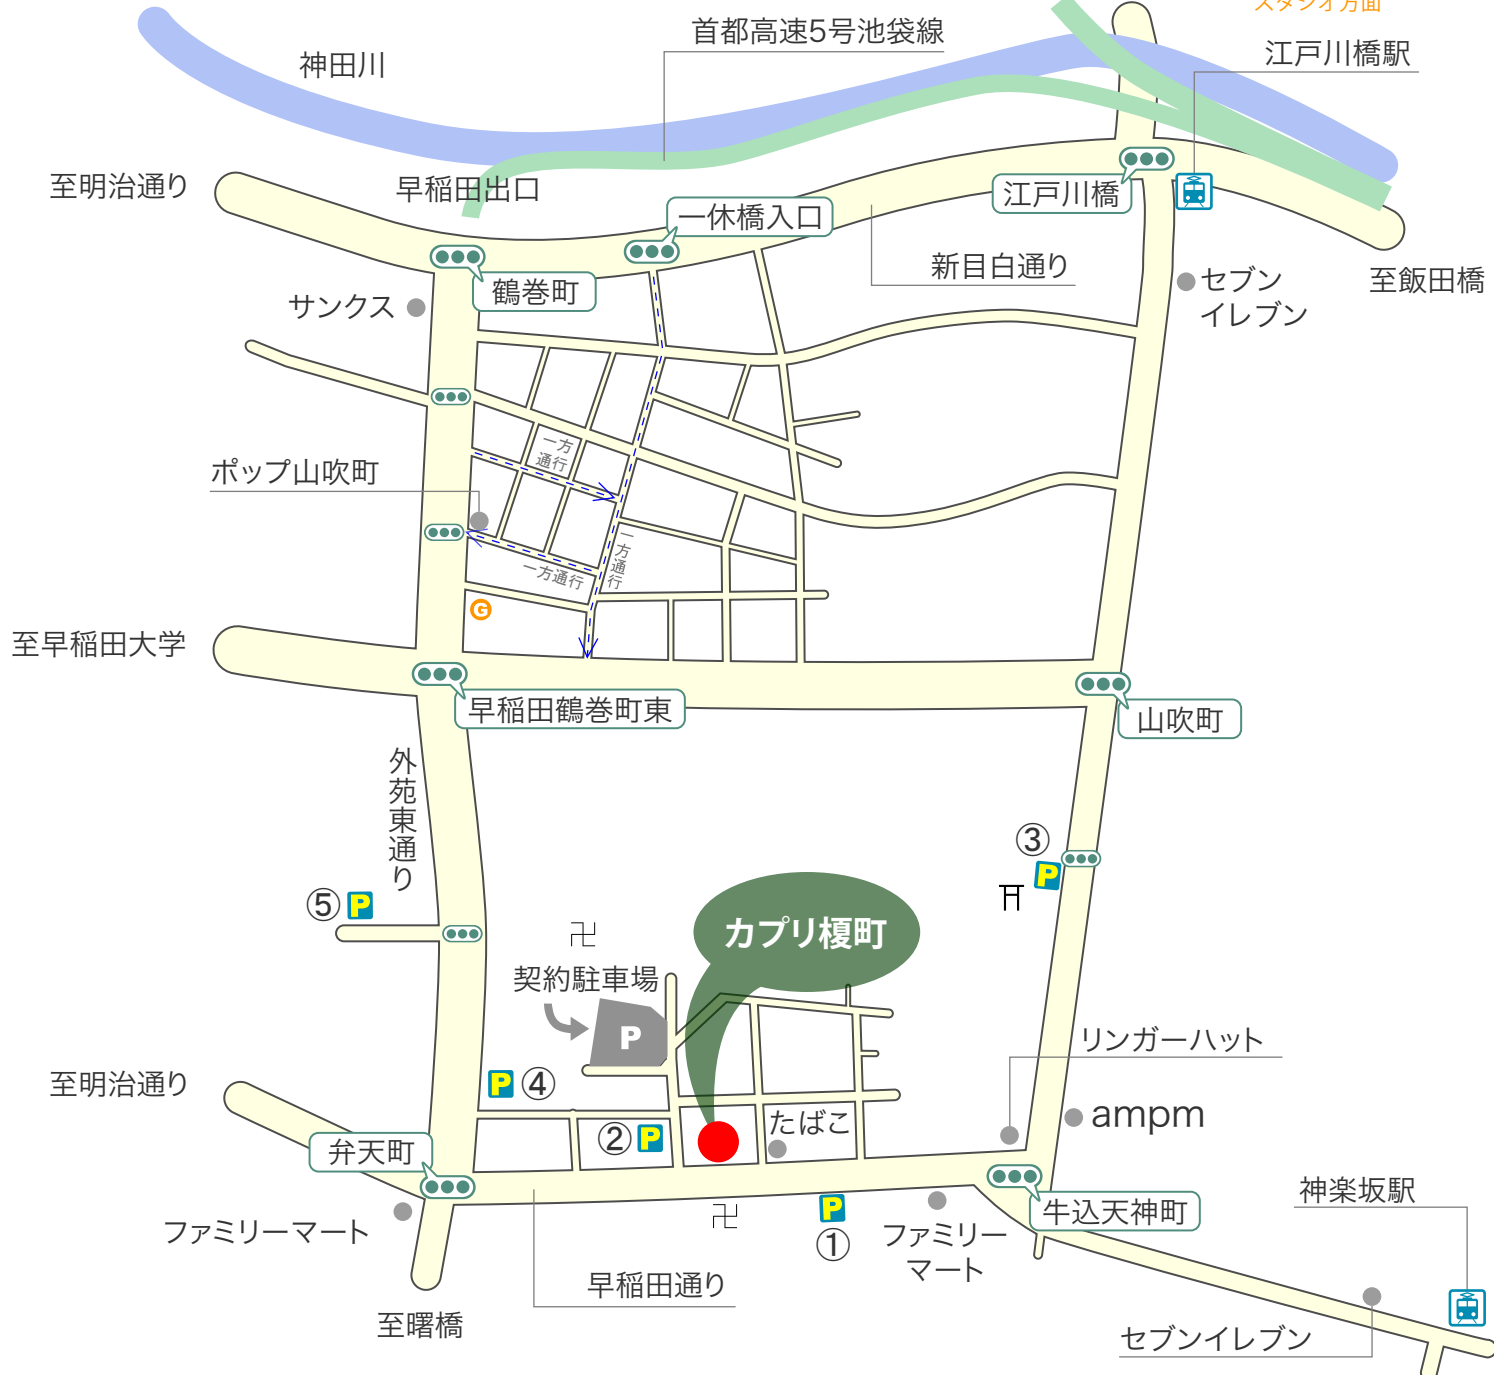 スタジオ方面
首都高速5号池袋線
江戸川橋駅
神田川
至明治通り
早稲田出口
江戸川橋
一休橋入口
新目白通り
セブン
イレブン
至飯田橋
鶴巻町
サンクス
一方
通行
ポップ山吹町
一方通行
一方通行
G
至早稲田大学
早稲田鶴巻町東
山吹町
外苑東通り
③
P
⑤
P
カプリ榎町
卍
契約駐車場
P
リンガーハット
至明治通り
P
④
ampm
たばこ
②
P
弁天町
神楽坂駅
牛込天神町
卍
P
①
ファミリーマート
ファミリー
マート
早稲田通り
至曙橋
セブンイレブン